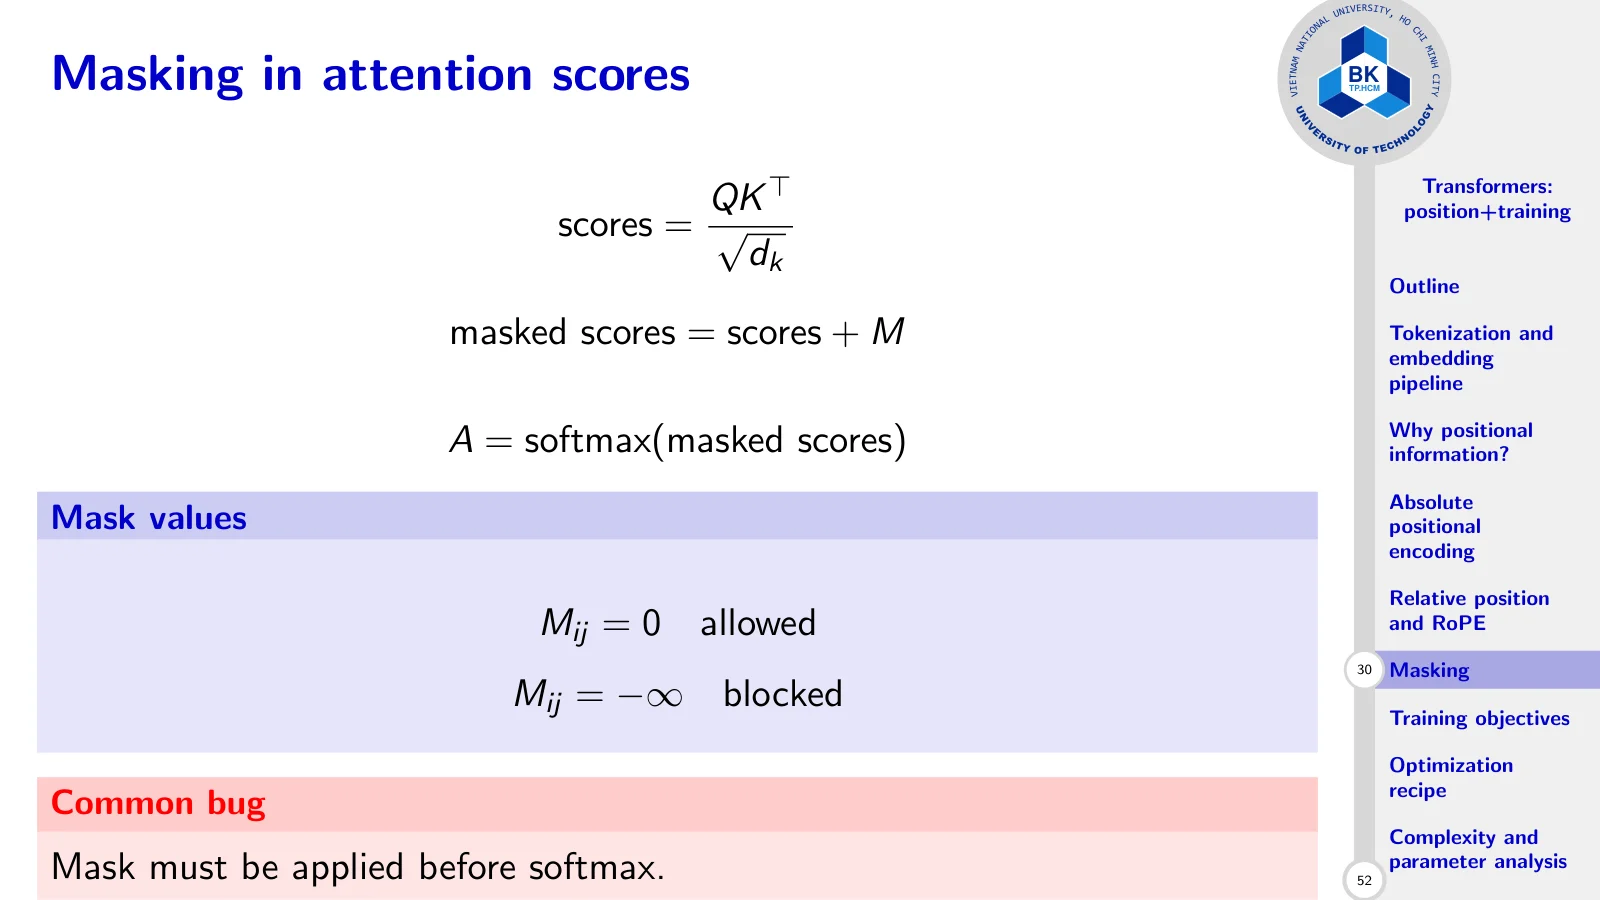 Masking in attention scores
scores = QK⊤ / √dk
masked scores = scores + M
A = softmax(masked scores)
Mask values
Mij = 0 allowed
Mij = −∞ blocked
Common bug
Mask must be applied before softmax.
VIETNAM NATIONAL UNIVERSITY, HO CHI MINH CITY
BK
TP.HCM
UNIVERSITY OF TECHNOLOGY
Transformers:
position+training
Outline
Tokenization and
embedding
pipeline
Why positional
information?
Absolute
positional
encoding
Relative position
and RoPE
30 Masking
Training objectives
Optimization
recipe
Complexity and
parameter analysis
52